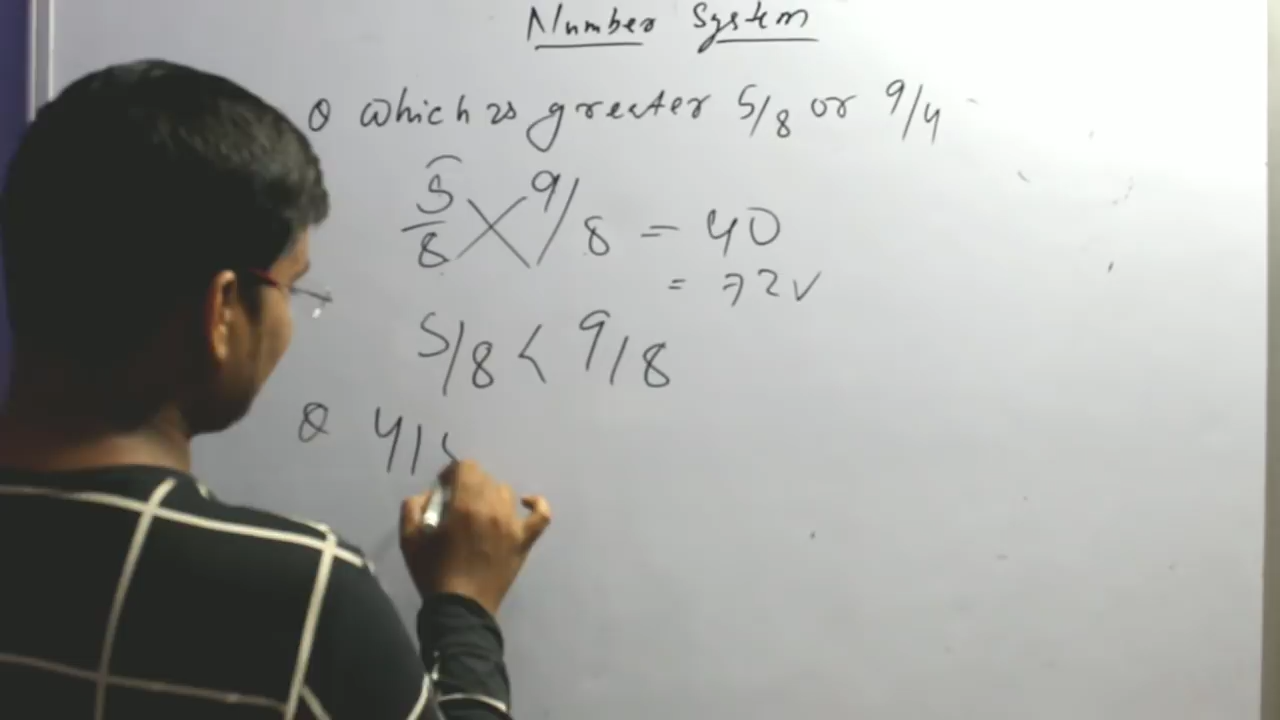 Number System
Q which is greater 5/8 or 9/4
5/8 X 9/8 = 40
= 72 ✓
5/8 < 9/8
Q 4/